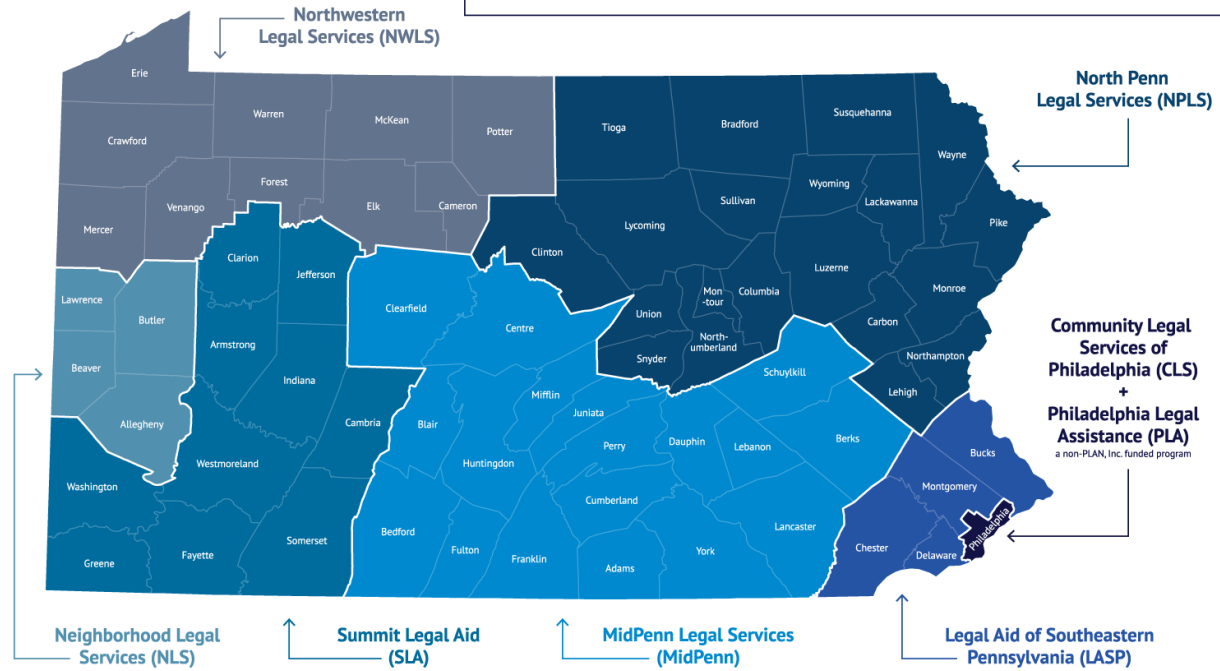 Northwestern
Legal Services (NWLS)
North Penn
Legal Services (NPLS)
Erie
Crawford
Warren
McKean
Potter
Mercer
Venango
Forest
Elk
Cameron
Tioga
Bradford
Susquehanna
Wayne
Wyoming
Lackawanna
Sullivan
Pike
Lycoming
Clinton
Luzerne
Monroe
Mon
-tour
Columbia
Union
Carbon
North-
umberland
Snyder
Northampton
Lehigh
Lawrence
Butler
Beaver
Allegheny
Clarion
Jefferson
Armstrong
Indiana
Cambria
Westmoreland
Washington
Greene
Fayette
Somerset
Clearfield
Centre
Mifflin
Juniata
Blair
Huntingdon
Perry
Dauphin
Lebanon
Schuylkill
Berks
Cumberland
Lancaster
Bedford
Fulton
Franklin
Adams
York
Bucks
Montgomery
Chester
Delaware
Philadelphia
Community Legal
Services of
Philadelphia (CLS)
+
Philadelphia Legal
Assistance (PLA)
a non-PLAN, Inc. funded program
Neighborhood Legal
Services (NLS)
Summit Legal Aid
(SLA)
MidPenn Legal Services
(MidPenn)
Legal Aid of Southeastern
Pennsylvania (LASP)